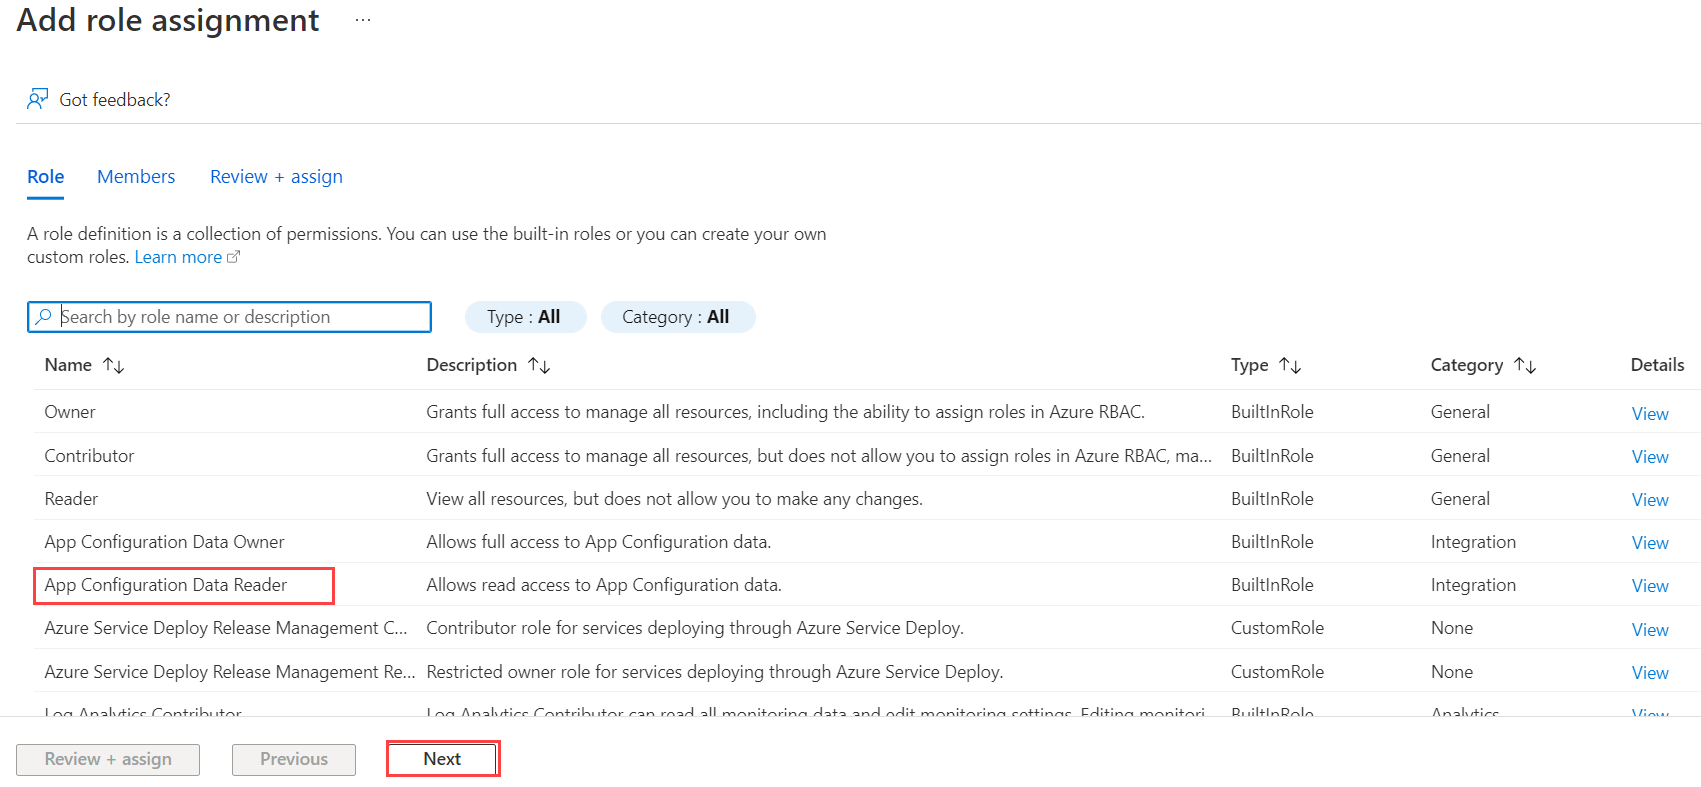 Add role assignment ...
Got feedback?
Role Members Review + assign
A role definition is a collection of permissions. You can use the built-in roles or you can create your own
custom roles. Learn more
Search by role name or description Type : All Category : All
Name Description Type Category Details
Owner Grants full access to manage all resources, including the ability to assign roles in Azure RBAC. BuiltInRole General View
Contributor Grants full access to manage all resources, but does not allow you to assign roles in Azure RBAC, ma... BuiltInRole General View
Reader View all resources, but does not allow you to make any changes. BuiltInRole General View
App Configuration Data Owner Allows full access to App Configuration data. BuiltInRole Integration View
App Configuration Data Reader Allows read access to App Configuration data. BuiltInRole Integration View
Azure Service Deploy Release Management C... Contributor role for services deploying through Azure Service Deploy. CustomRole None View
Azure Service Deploy Release Management Re... Restricted owner role for services deploying through Azure Service Deploy. CustomRole None View
Log Analytics Contributor Log Analytics Contributor can read all monitoring data and edit monitoring settings. Editing monitori... BuiltInRole Analytics View
Review + assign Previous Next